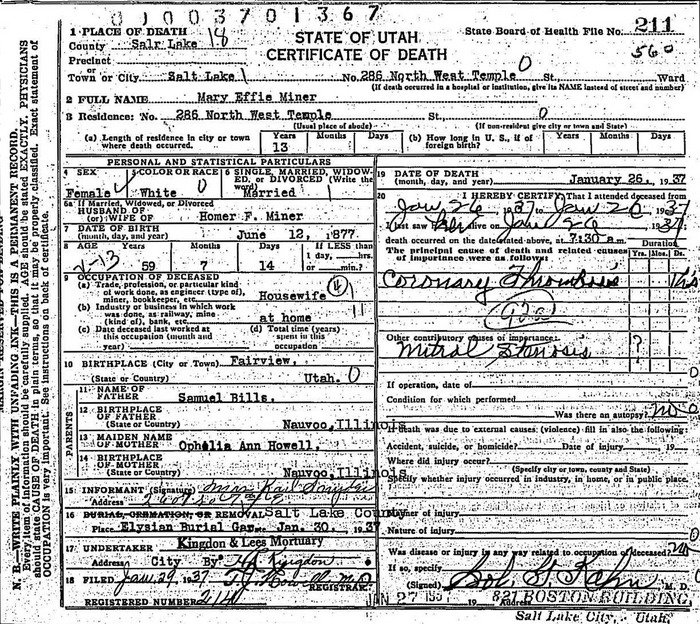 0 J 0 0 3 7 0 1 3 6 7
N. B.—WRITE PLAINLY WITH UNFADING INK—THIS IS A PERMANENT RECORD.
Every item of information should be carefully supplied. AGE should be stated EXACTLY. PHYSICIANS
should state CAUSE OF DEATH in plain terms, so that it may be properly classified. Exact statement of
OCCUPATION is very important. See instructions on back of certificate.
1 PLACE OF DEATH
County Salt Lake 18
Precinct
or
Town or City Salt Lake 1
STATE OF UTAH
CERTIFICATE OF DEATH
State Board of Health File No. 211
560
No. 286 North West Temple 0 St., Ward
(If death occurred in a hospital or institution, give its NAME instead of street and number)
2 FULL NAME Mary Effie Miner
3 Residence: No. 286 North West Temple St., 0
(Usual place of abode) (If non-resident give city or town and State)
(a) Length of residence in city or town where death occurred. Years 13 Months Days
(b) How long in U. S., if of foreign birth? Years Months Days
PERSONAL AND STATISTICAL PARTICULARS
4 SEX Female 4
5 COLOR OR RACE White 0
6 SINGLE, MARRIED, WIDOWED, OR DIVORCED (Write the word) Married
6a If Married, Widowed, or Divorced
HUSBAND OF
(or) WIFE OF Homer F. Miner
7 DATE OF BIRTH
(month, day, and year) June 12, 1877
8 AGE Years 59 Months 7 Days 14
If LESS than 1 day, hrs. or min.?
9 OCCUPATION OF DECEASED
(a) Trade, profession, or particular kind of work done, as engineer (type of), miner, bookkeeper, etc. Housewife
(b) Industry or business in which work was done, as railway, mine (kind of), bank, etc. at home 11
(c) Date deceased last worked at this occupation (month and year)
(d) Total time (years) spent in this occupation
10 BIRTHPLACE (City or Town) Fairview,
(State or Country) Utah. 0
PARENTS
11 NAME OF FATHER Samuel Bills.
12 BIRTHPLACE OF FATHER
(State or Country) Nauvoo, Illinois
13 MAIDEN NAME OF MOTHER Ophelia Ann Howell,
14 BIRTHPLACE OF MOTHER
(State or Country) Nauvoo, Illinois
15 INFORMANT (Signature)
Address
16 BURIAL, CREMATION, OR REMOVAL Salt Lake Coun
Place Elysian Burial Gar. Jan. 30. 1937
17 UNDERTAKER Kingdon & Lees Mortuary
Address City By Kingdon
18 FILED Jan 29 1937 T. J. Howells M.D.
REGISTRAR.
REGISTERED NUMBER 214
19 DATE OF DEATH
(month, day, and year) January 26, 1937
20 I HEREBY CERTIFY, That I attended deceased from
Jan 26 1937 to Jan 26 1937
I last saw her alive on Jan 26 1937
death occurred on the date stated above, at 7:30 a.m.
The principal cause of death and related causes of importance were as follows:
Duration Yrs. Mos. Ds.
Coronary Thrombosis
Other contributory causes of importance:
Mitral Stenosis ?
If operation, date of
Condition for which performed
Was there an autopsy? no 0
If death was due to external causes (violence) fill in also the following:
Accident, suicide, or homicide? Date of injury 19
Where did injury occur?
(Specify city or town, county and State)
Specify whether injury occurred in industry, in home, or in public place.
Manner of injury
Nature of injury
Was disease or injury in any way related to occupation of deceased? no
If so, specify
(Signed) Sol. G. Kahn M. D.
JAN 27 193 19 Address 821 BOSTON BUILDING,
Salt Lake City, Utah.